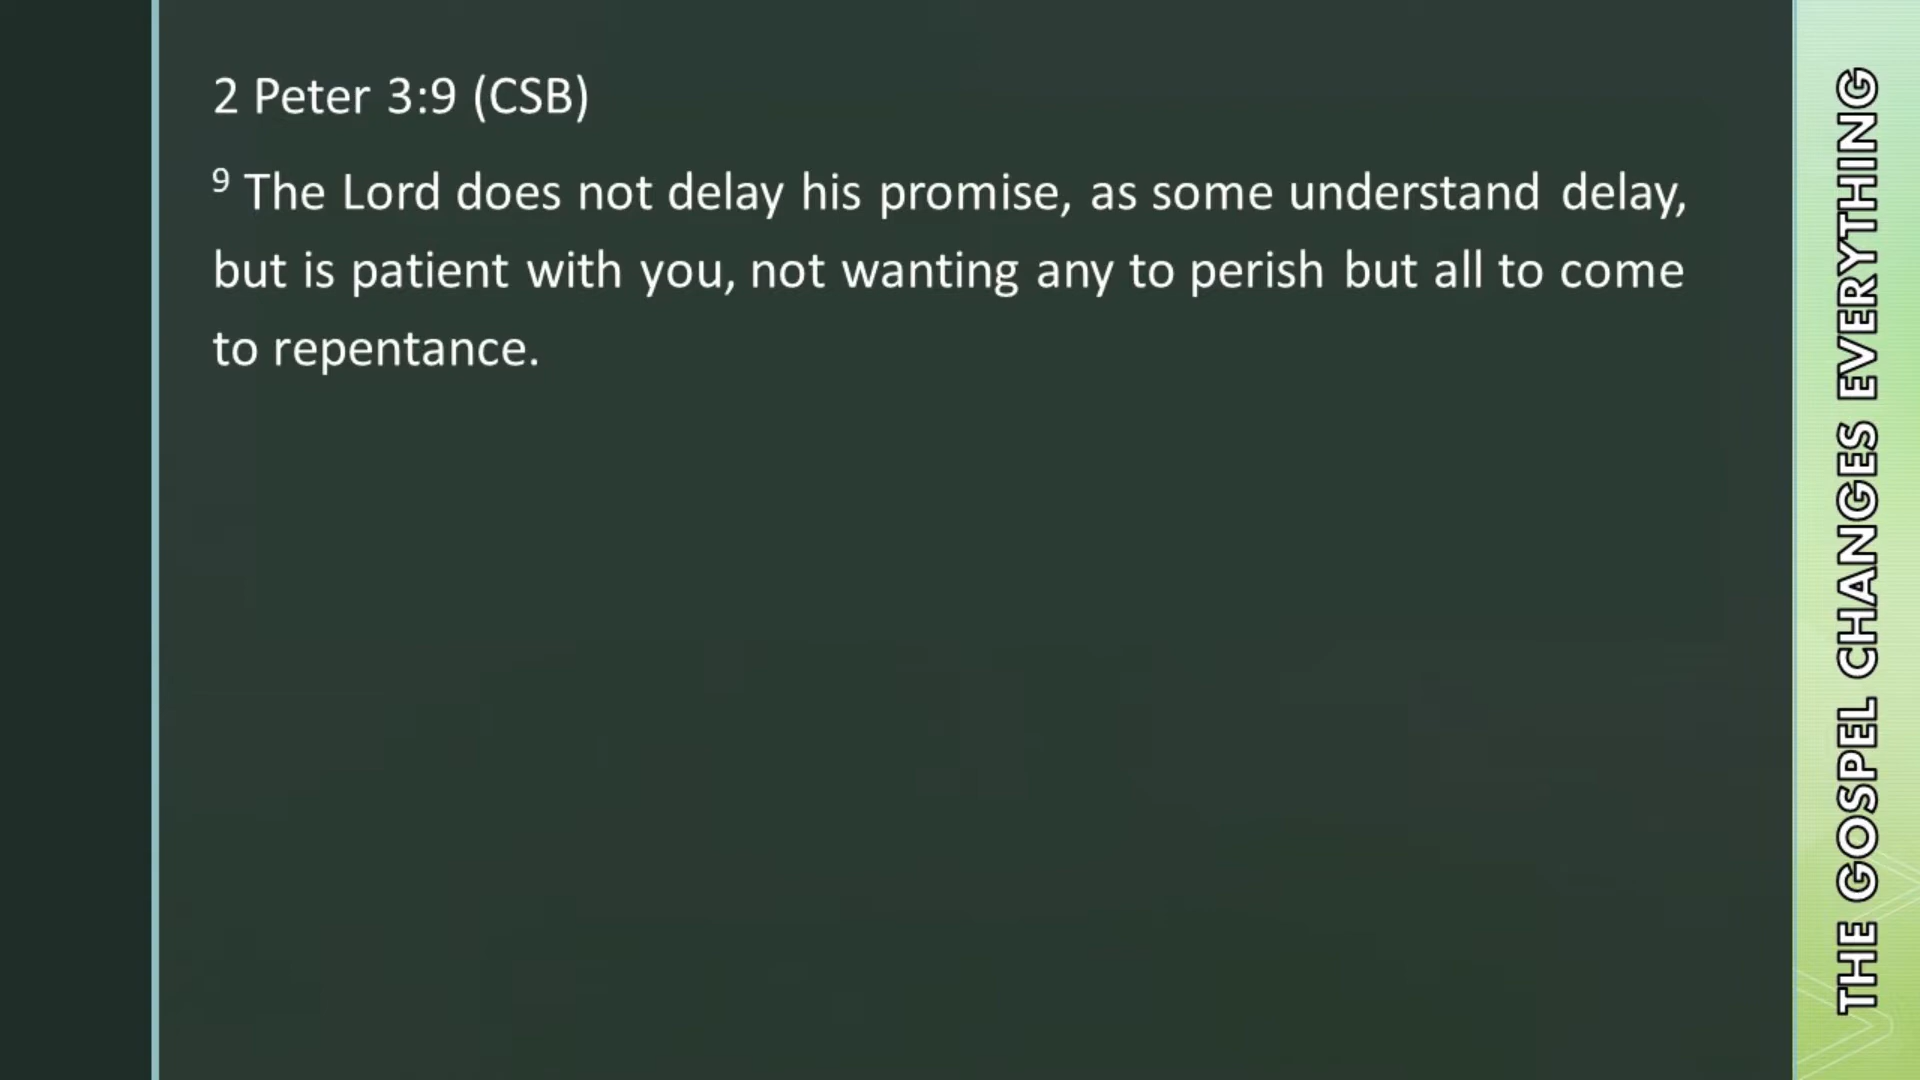 2 Peter 3:9 (CSB)
⁹ The Lord does not delay his promise, as some understand delay,
but is patient with you, not wanting any to perish but all to come
to repentance.
THE GOSPEL CHANGES EVERYTHING